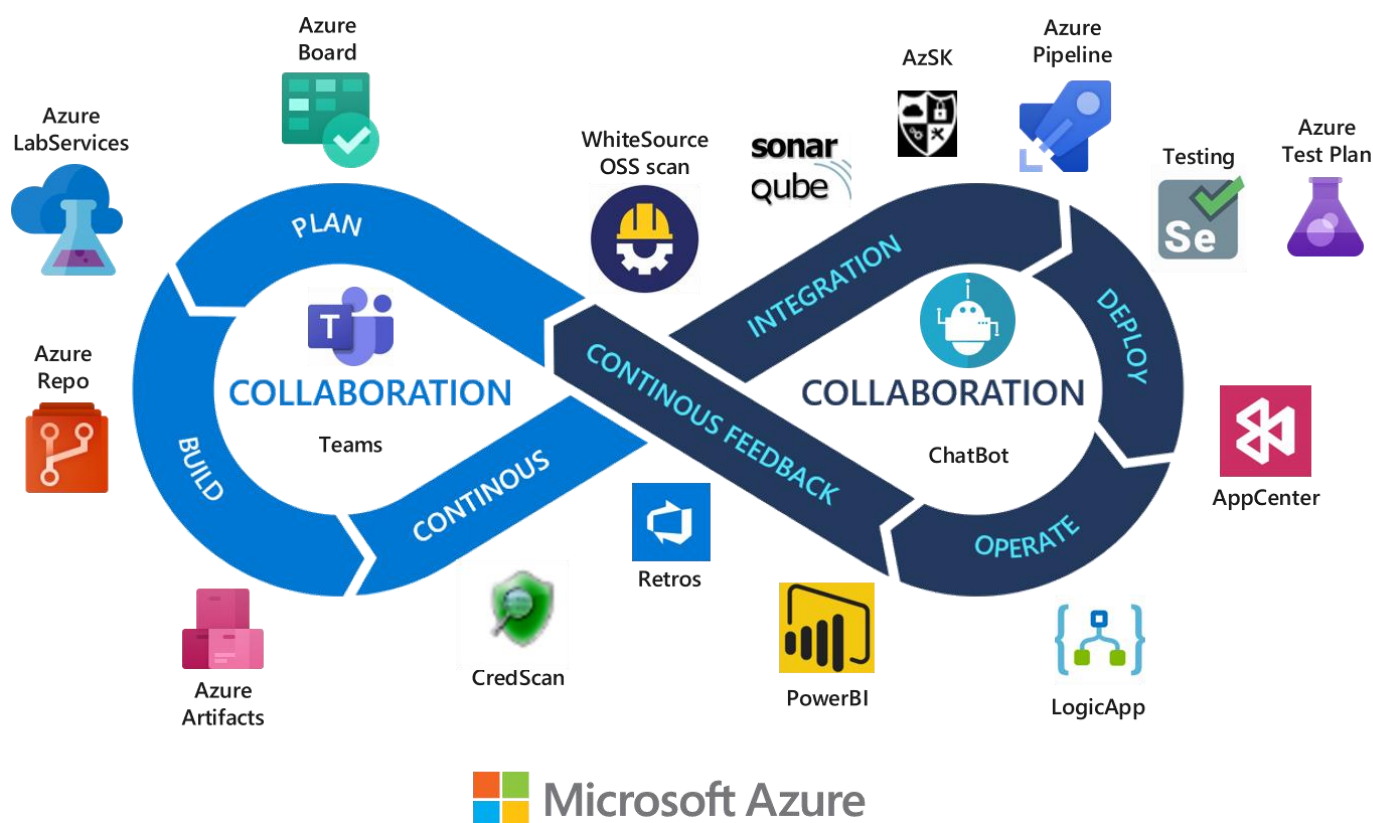 Azure
Board
Azure
Pipeline
AzSK
Azure
LabServices
WhiteSource
OSS scan
sonar
qube
Testing
Azure
Test Plan
Se
PLAN
INTEGRATION
DEPLOY
T
Azure
Repo
CONTINOUS FEEDBACK
COLLABORATION
COLLABORATION
Teams
ChatBot
BUILD
CONTINOUS
AppCenter
OPERATE
Retros
CredScan
Azure
Artifacts
PowerBI
LogicApp
Microsoft Azure